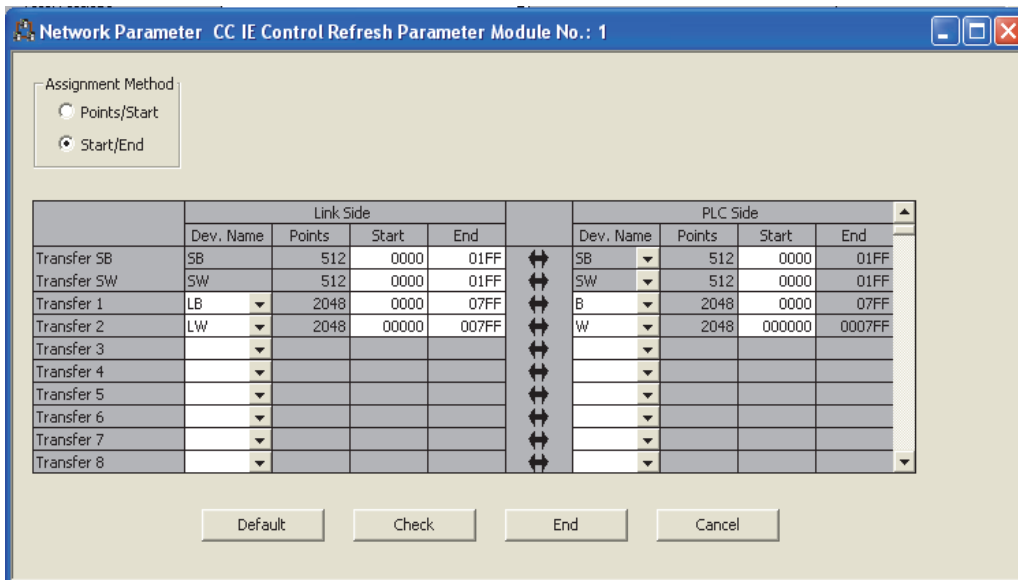 Network Parameter CC IE Control Refresh Parameter Module No.: 1
Assignment Method
Points/Start
Start/End
Link Side PLC Side
Dev. Name Points Start End Dev. Name Points Start End
Transfer SB SB 512 0000 01FF SB 512 0000 01FF
Transfer SW SW 512 0000 01FF SW 512 0000 01FF
Transfer 1 LB 2048 0000 07FF B 2048 0000 07FF
Transfer 2 LW 2048 00000 007FF W 2048 000000 0007FF
Transfer 3
Transfer 4
Transfer 5
Transfer 6
Transfer 7
Transfer 8
Default Check End Cancel